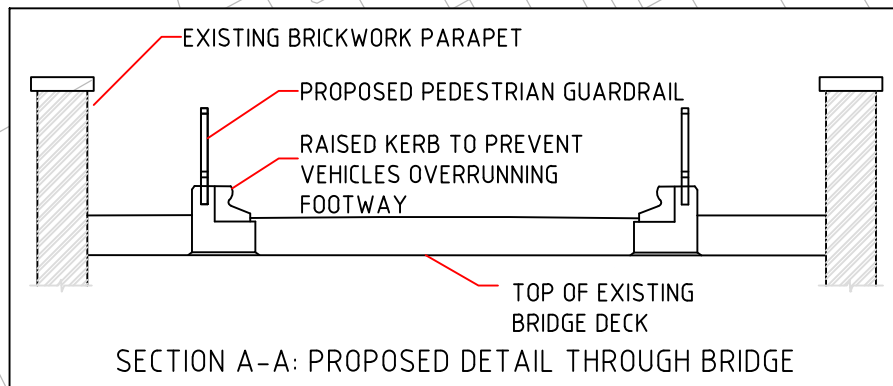 EXISTING BRICKWORK PARAPET
PROPOSED PEDESTRIAN GUARDRAIL
RAISED KERB TO PREVENT
VEHICLES OVERRUNNING
FOOTWAY
TOP OF EXISTING
BRIDGE DECK
SECTION A-A: PROPOSED DETAIL THROUGH BRIDGE